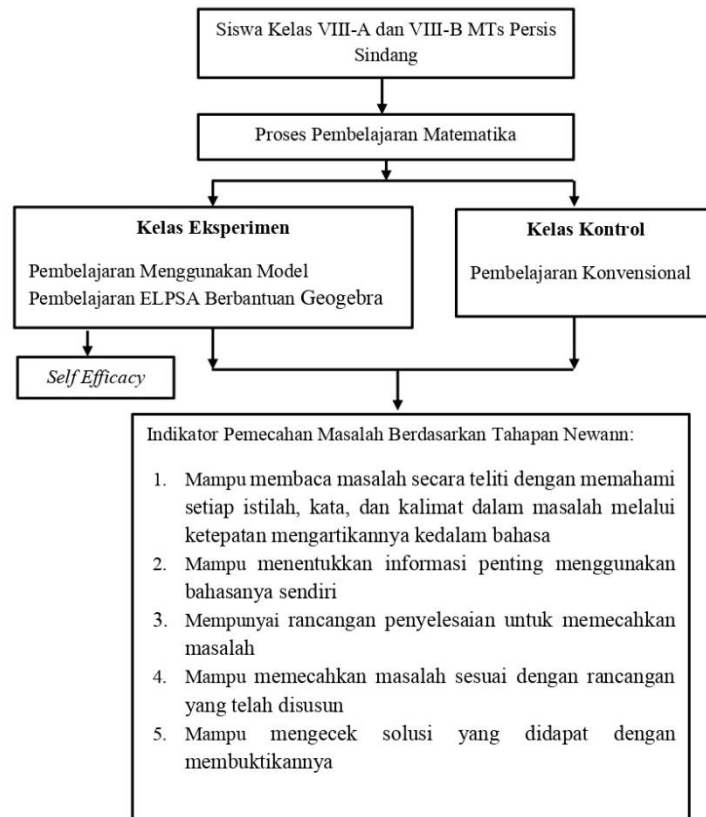 Siswa Kelas VIII-A dan VIII-B MTs Persis
Sindang
Proses Pembelajaran Matematika
Kelas Eksperimen
Pembelajaran Menggunakan Model
Pembelajaran ELPSA Berbantuan Geogebra
Kelas Kontrol
Pembelajaran Konvensional
Self Efficacy
Indikator Pemecahan Masalah Berdasarkan Tahapan Newann:
1. Mampu membaca masalah secara teliti dengan memahami
setiap istilah, kata, dan kalimat dalam masalah melalui
ketepatan mengartikannya kedalam bahasa
2. Mampu menentukkan informasi penting menggunakan
bahasanya sendiri
3. Mempunyai rancangan penyelesaian untuk memecahkan
masalah
4. Mampu memecahkan masalah sesuai dengan rancangan
yang telah disusun
5. Mampu mengecek solusi yang didapat dengan
membuktikannya